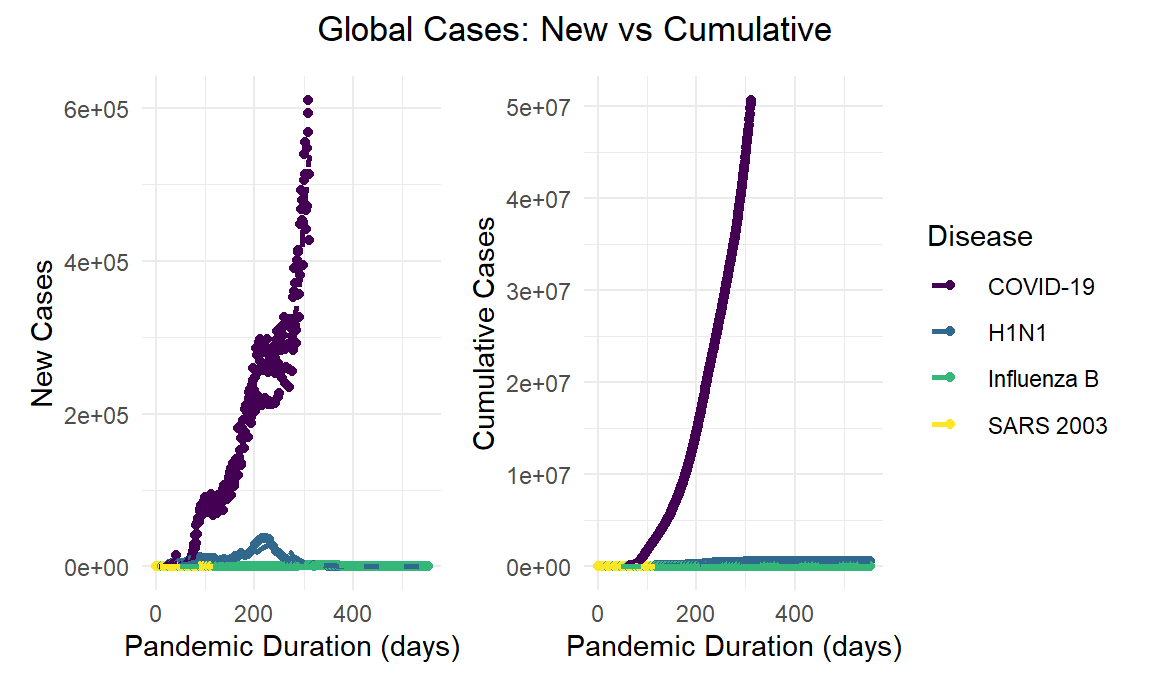 Global Cases: New vs Cumulative
New Cases
6e+05
4e+05
2e+05
0e+00
0 200 400
Pandemic Duration (days)
Cumulative Cases
5e+07
4e+07
3e+07
2e+07
1e+07
0e+00
0 200 400
Pandemic Duration (days)
Disease
COVID-19
H1N1
Influenza B
SARS 2003